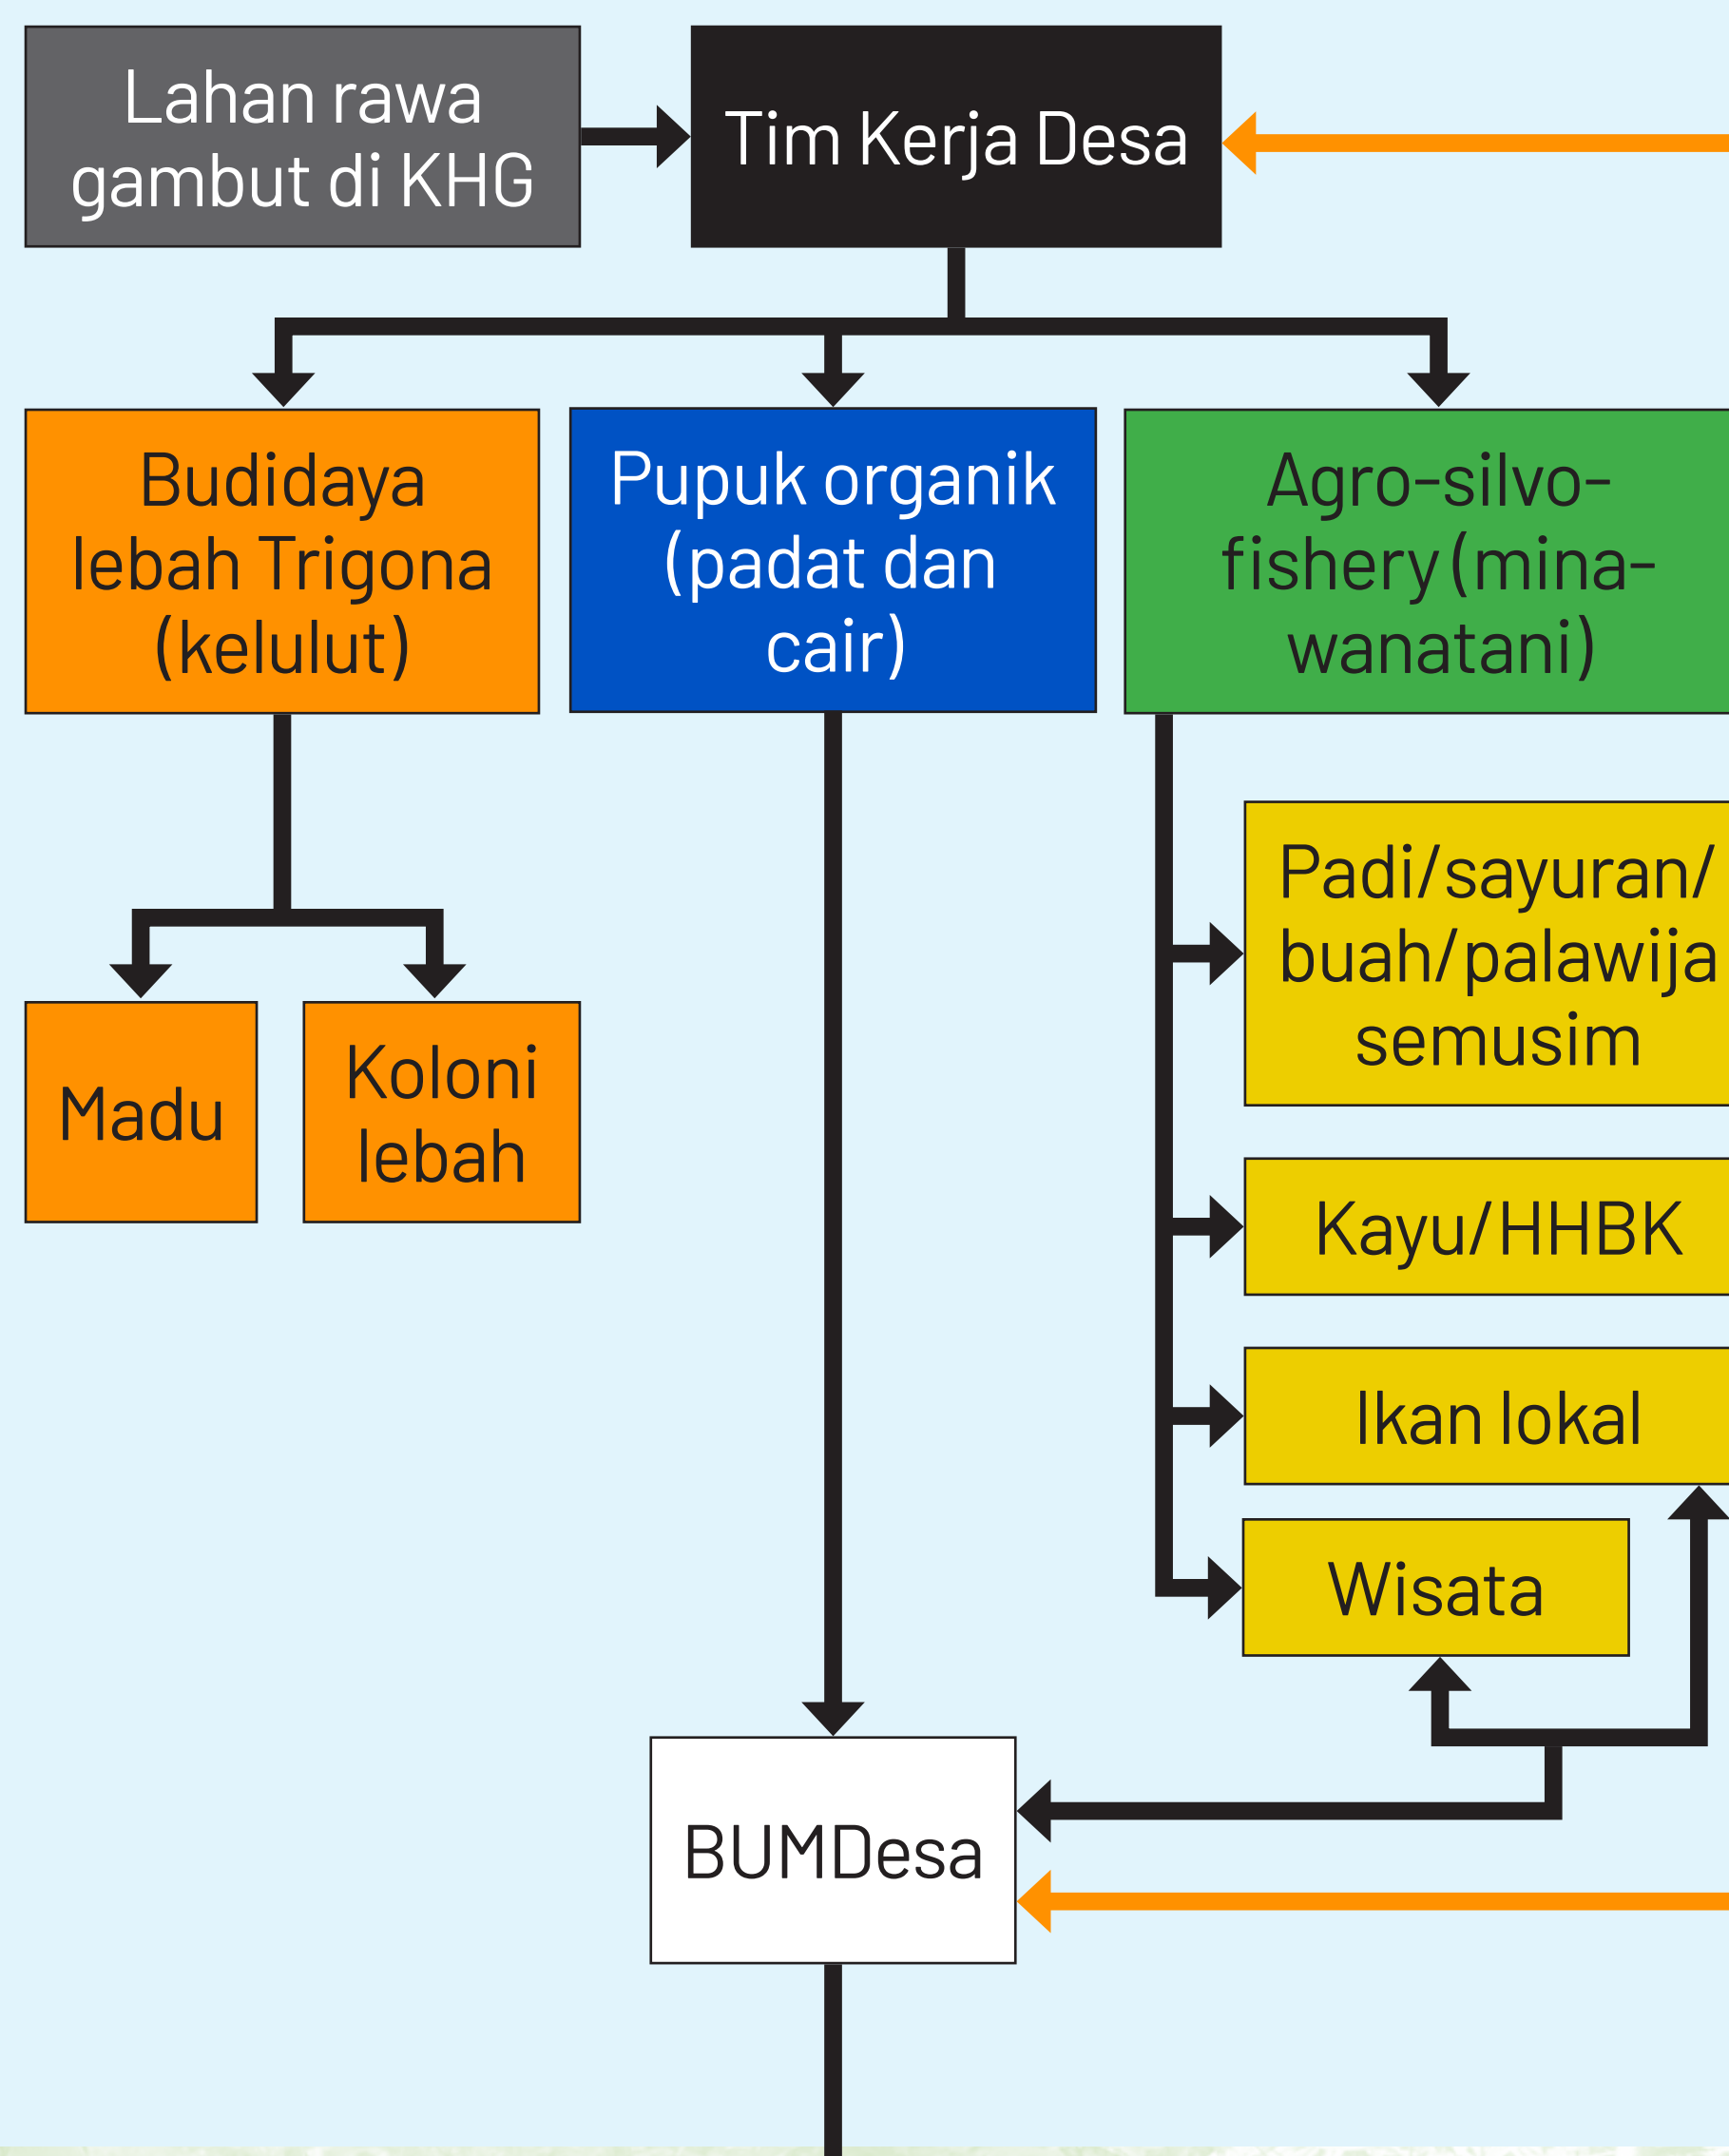 Lahan rawa
gambut di KHG
Tim Kerja Desa
Budidaya
lebah Trigona
(kelulut)
Pupuk organik
(padat dan
cair)
Agro-silvo-
fishery(mina-
wanatani)
Padi/sayuran/
buah/palawija
semusim
Madu
Koloni
lebah
Kayu/HHBK
Ikan lokal
Wisata
BUMDesa